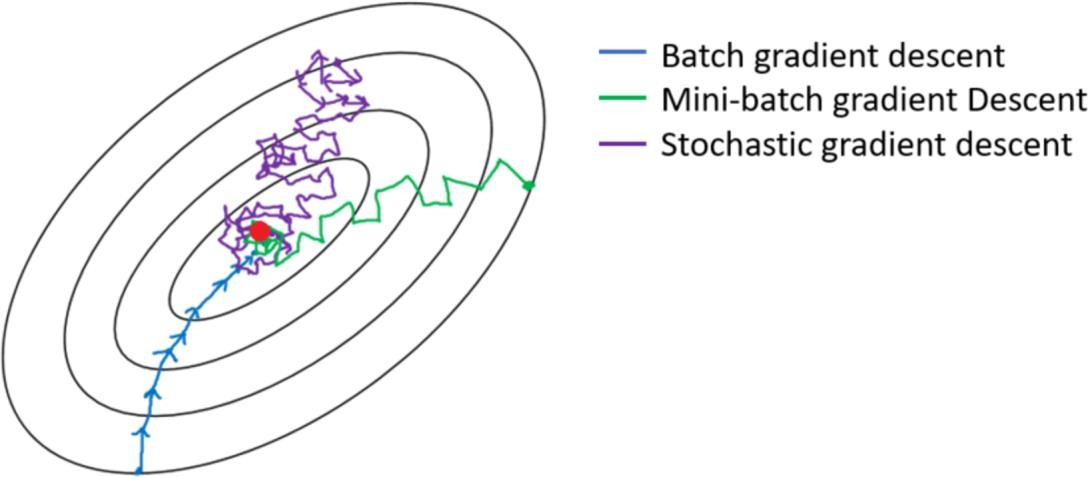 Batch gradient descent
Mini-batch gradient Descent
Stochastic gradient descent